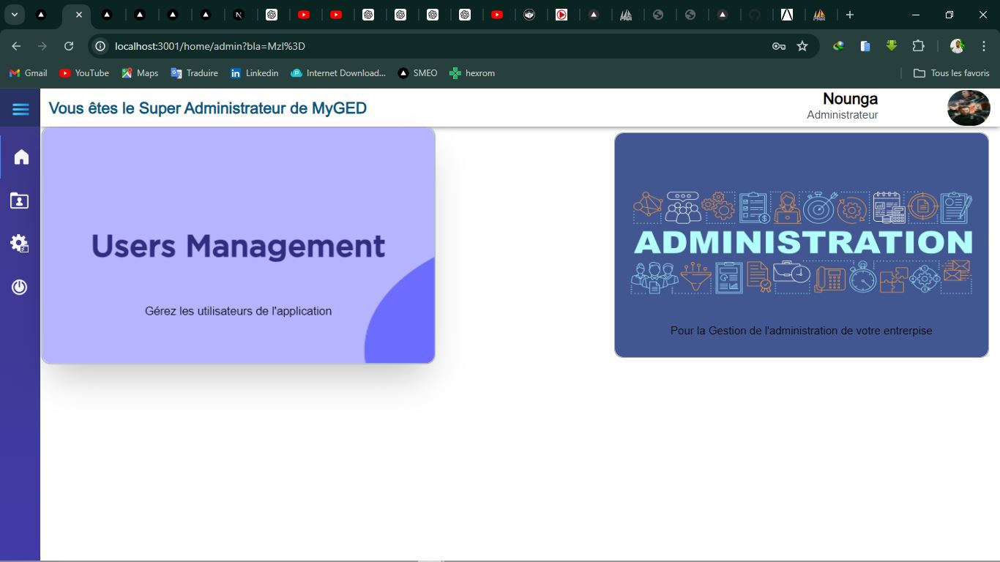 localhost:3001/home/admin?bla=MzI%3D
Gmail
YouTube
Maps
Traduire
Linkedin
Internet Download...
SMEO
hexrom
Tous les favoris
Vous êtes le Super Administrateur de MyGED
Nounga
Administrateur
Users Management
Gérez les utilisateurs de l'application
ADMINISTRATION
Pour la Gestion de l'administration de votre entrerpise